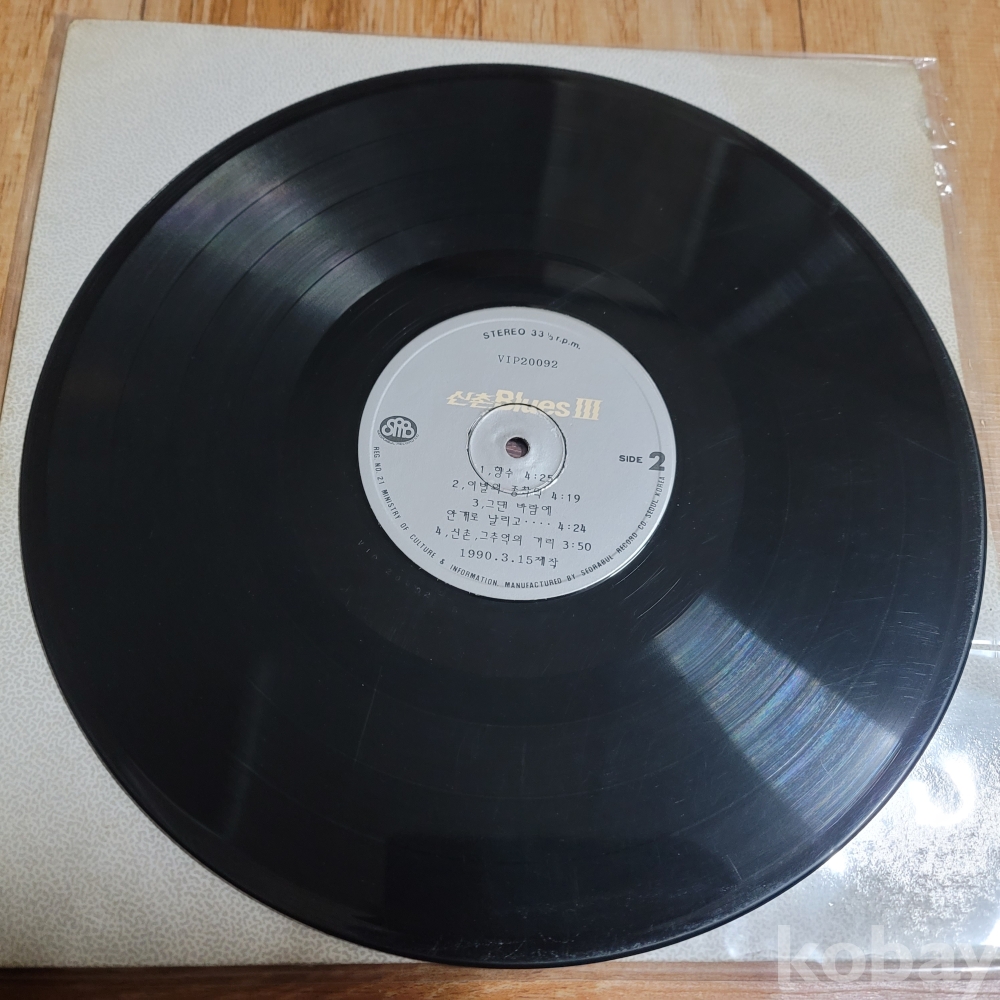 STEREO 33 ⅓ r.p.m.
VIP20092
신촌Blues III
SRB
SIDE 2
1,향수 4:25
2,이별의 종착역 4:19
3,그댄 바람에
안개로 날리고···· 4:24
4,신촌,그추억의 거리 3:50
1990.3.15제작
REG. NO. 21 MINISTRY OF CULTURE & INFORMATION. MANUFACTURED BY SEORABUL RECORD CO SEOUL KOREA
kobay